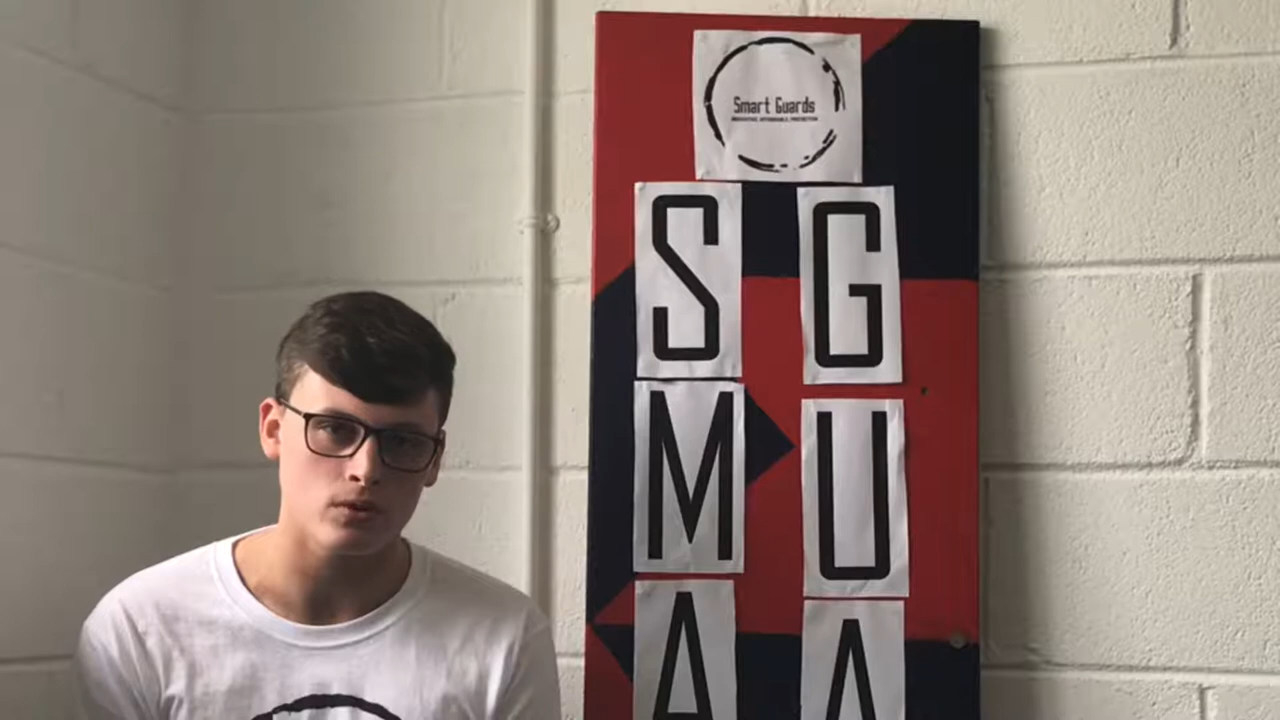 Smart Guards
INNOVATIVE. AFFORDABLE. PROTECTION.
S G
M U
A A